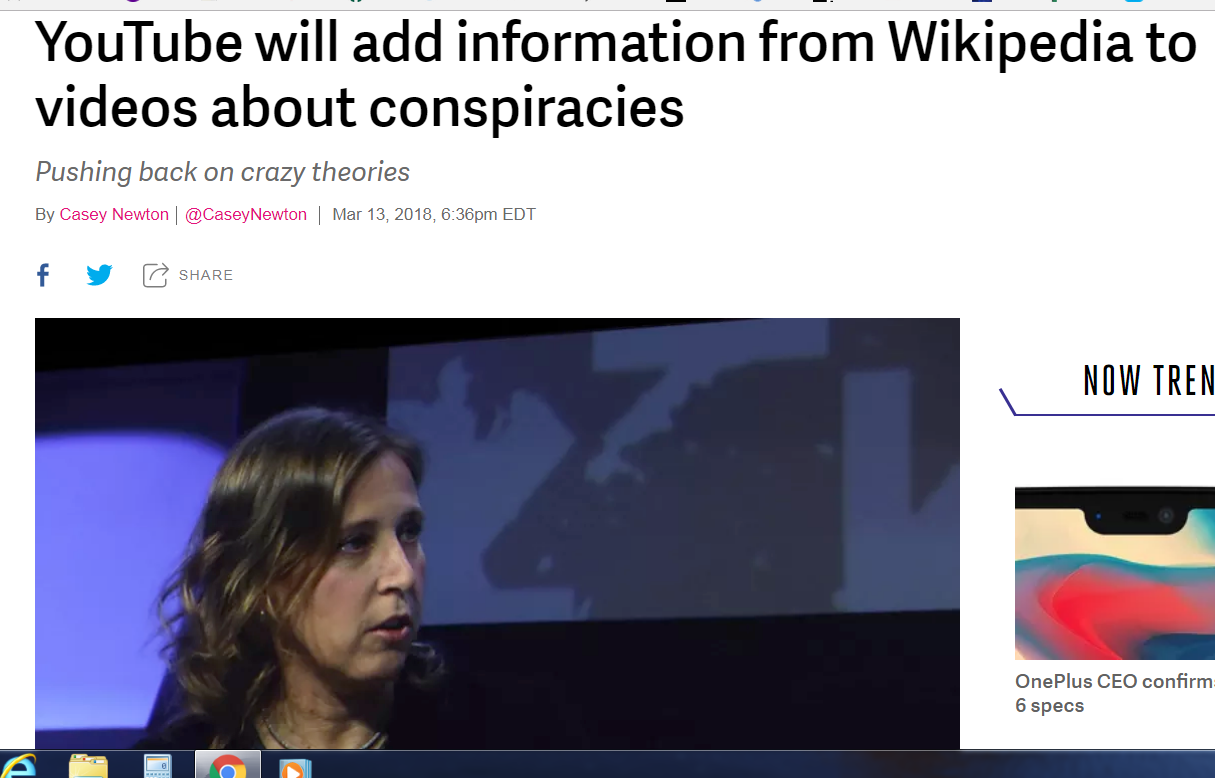 YouTube will add information from Wikipedia to
videos about conspiracies
Pushing back on crazy theories
By Casey Newton | @CaseyNewton | Mar 13, 2018, 6:36pm EDT
SHARE
NOW TREN
OnePlus CEO confirm
6 specs